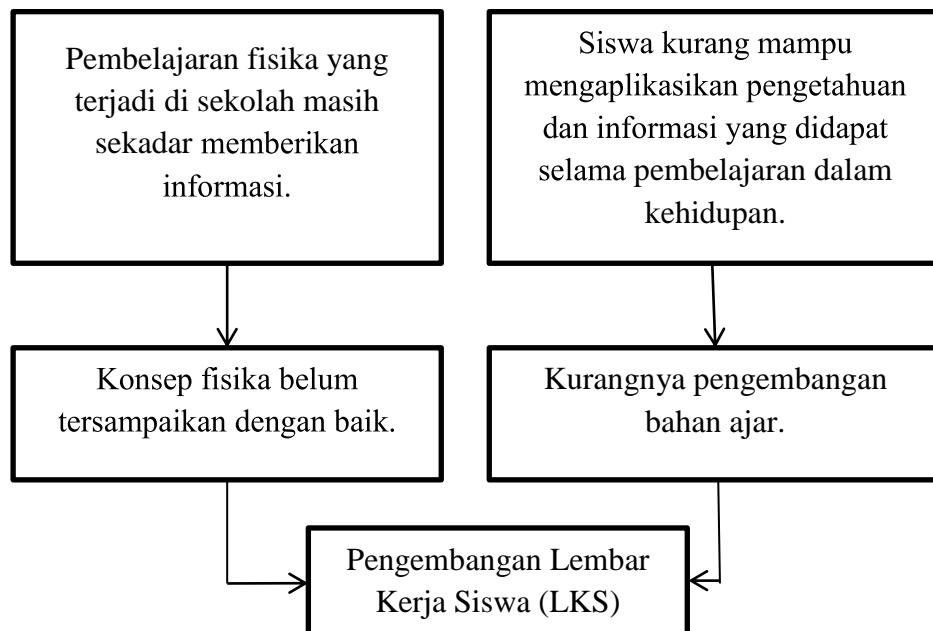 Pembelajaran fisika yang
terjadi di sekolah masih
sekadar memberikan
informasi.
Siswa kurang mampu
mengaplikasikan pengetahuan
dan informasi yang didapat
selama pembelajaran dalam
kehidupan.
Konsep fisika belum
tersampaikan dengan baik.
Kurangnya pengembangan
bahan ajar.
Pengembangan Lembar
Kerja Siswa (LKS)